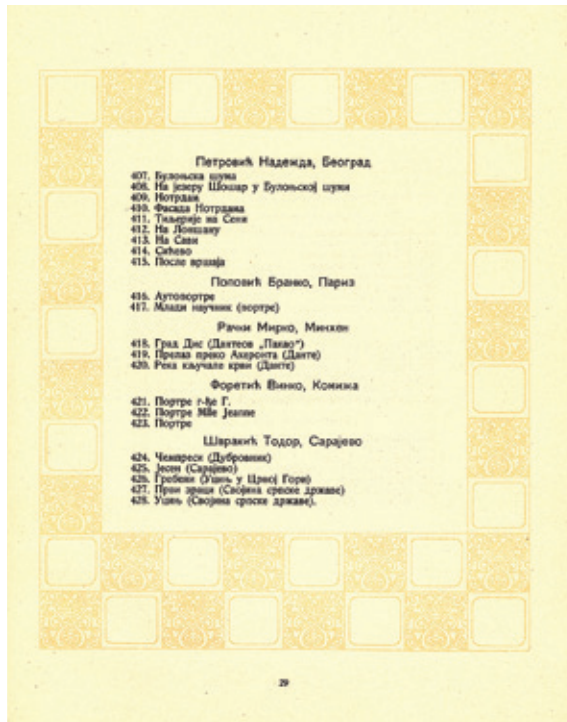 Петровић Надежда, Београд
407. Булоњска шума
408. На језеру Шошар у Булоњској шуми
409. Нотрдам
410. Фасада Нотрдама
411. Тиљерије на Сени
412. На Лоншану
413. На Сави
414. Сићево
415. После вршаја
Поповић Бранко, Париз
416. Аутопортре
417. Млади научник (портре)
Рачки Мирко, Минхен
418. Град Дис (Дантеов „Пакао“)
419. Прелаз преко Ахеронта (Данте)
420. Река кључале крви (Данте)
Форетић Винко, Комижа
421. Портре г-ђе Г.
422. Портре Mlle Jeanne
423. Портре
Шваракић Тодор, Сарајево
424. Чемпреси (Дубровник)
425. Јесен (Сарајево)
426. Гребени (Уцињ у Црној Гори)
427. Први зраци (Својина српске државе)
428. Уцињ (Својина српске државе).
29